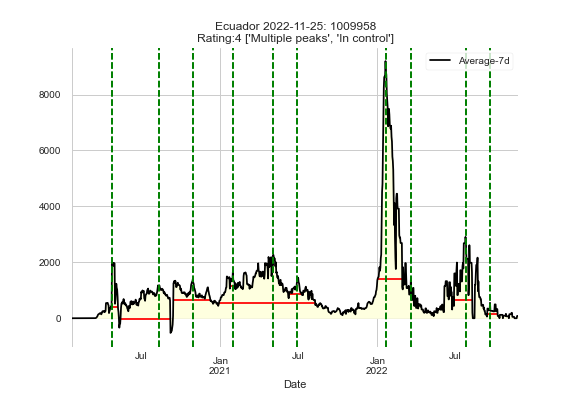 Ecuador 2022-11-25: 1009958
Rating:4 ['Multiple peaks', 'In control']
Average-7d
8000
6000
4000
2000
0
Jul
Jan
2021
Jul
Jan
2022
Jul
Date